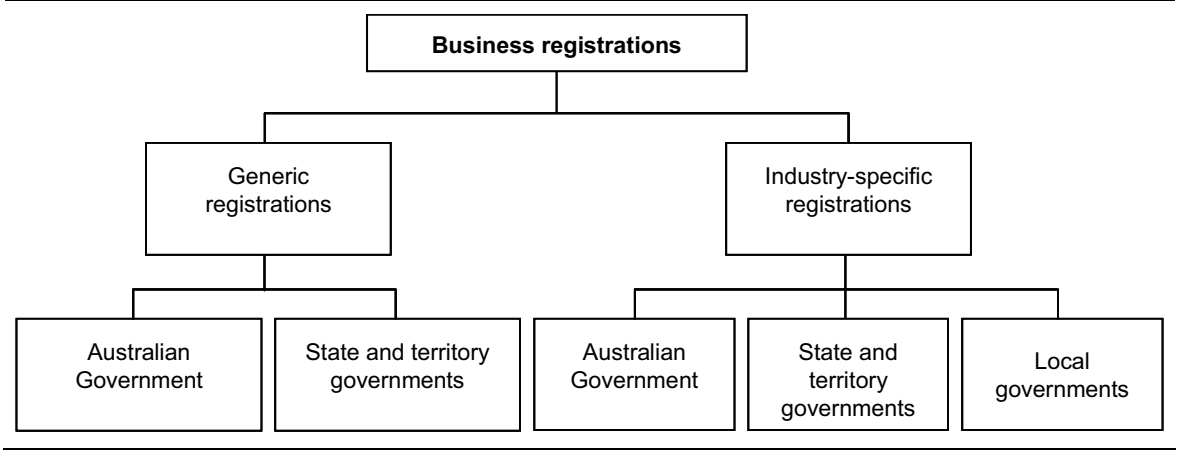 Business registrations
Generic
registrations
Industry-specific
registrations
Australian
Government
State and territory
governments
Australian
Government
State and
territory
governments
Local
governments